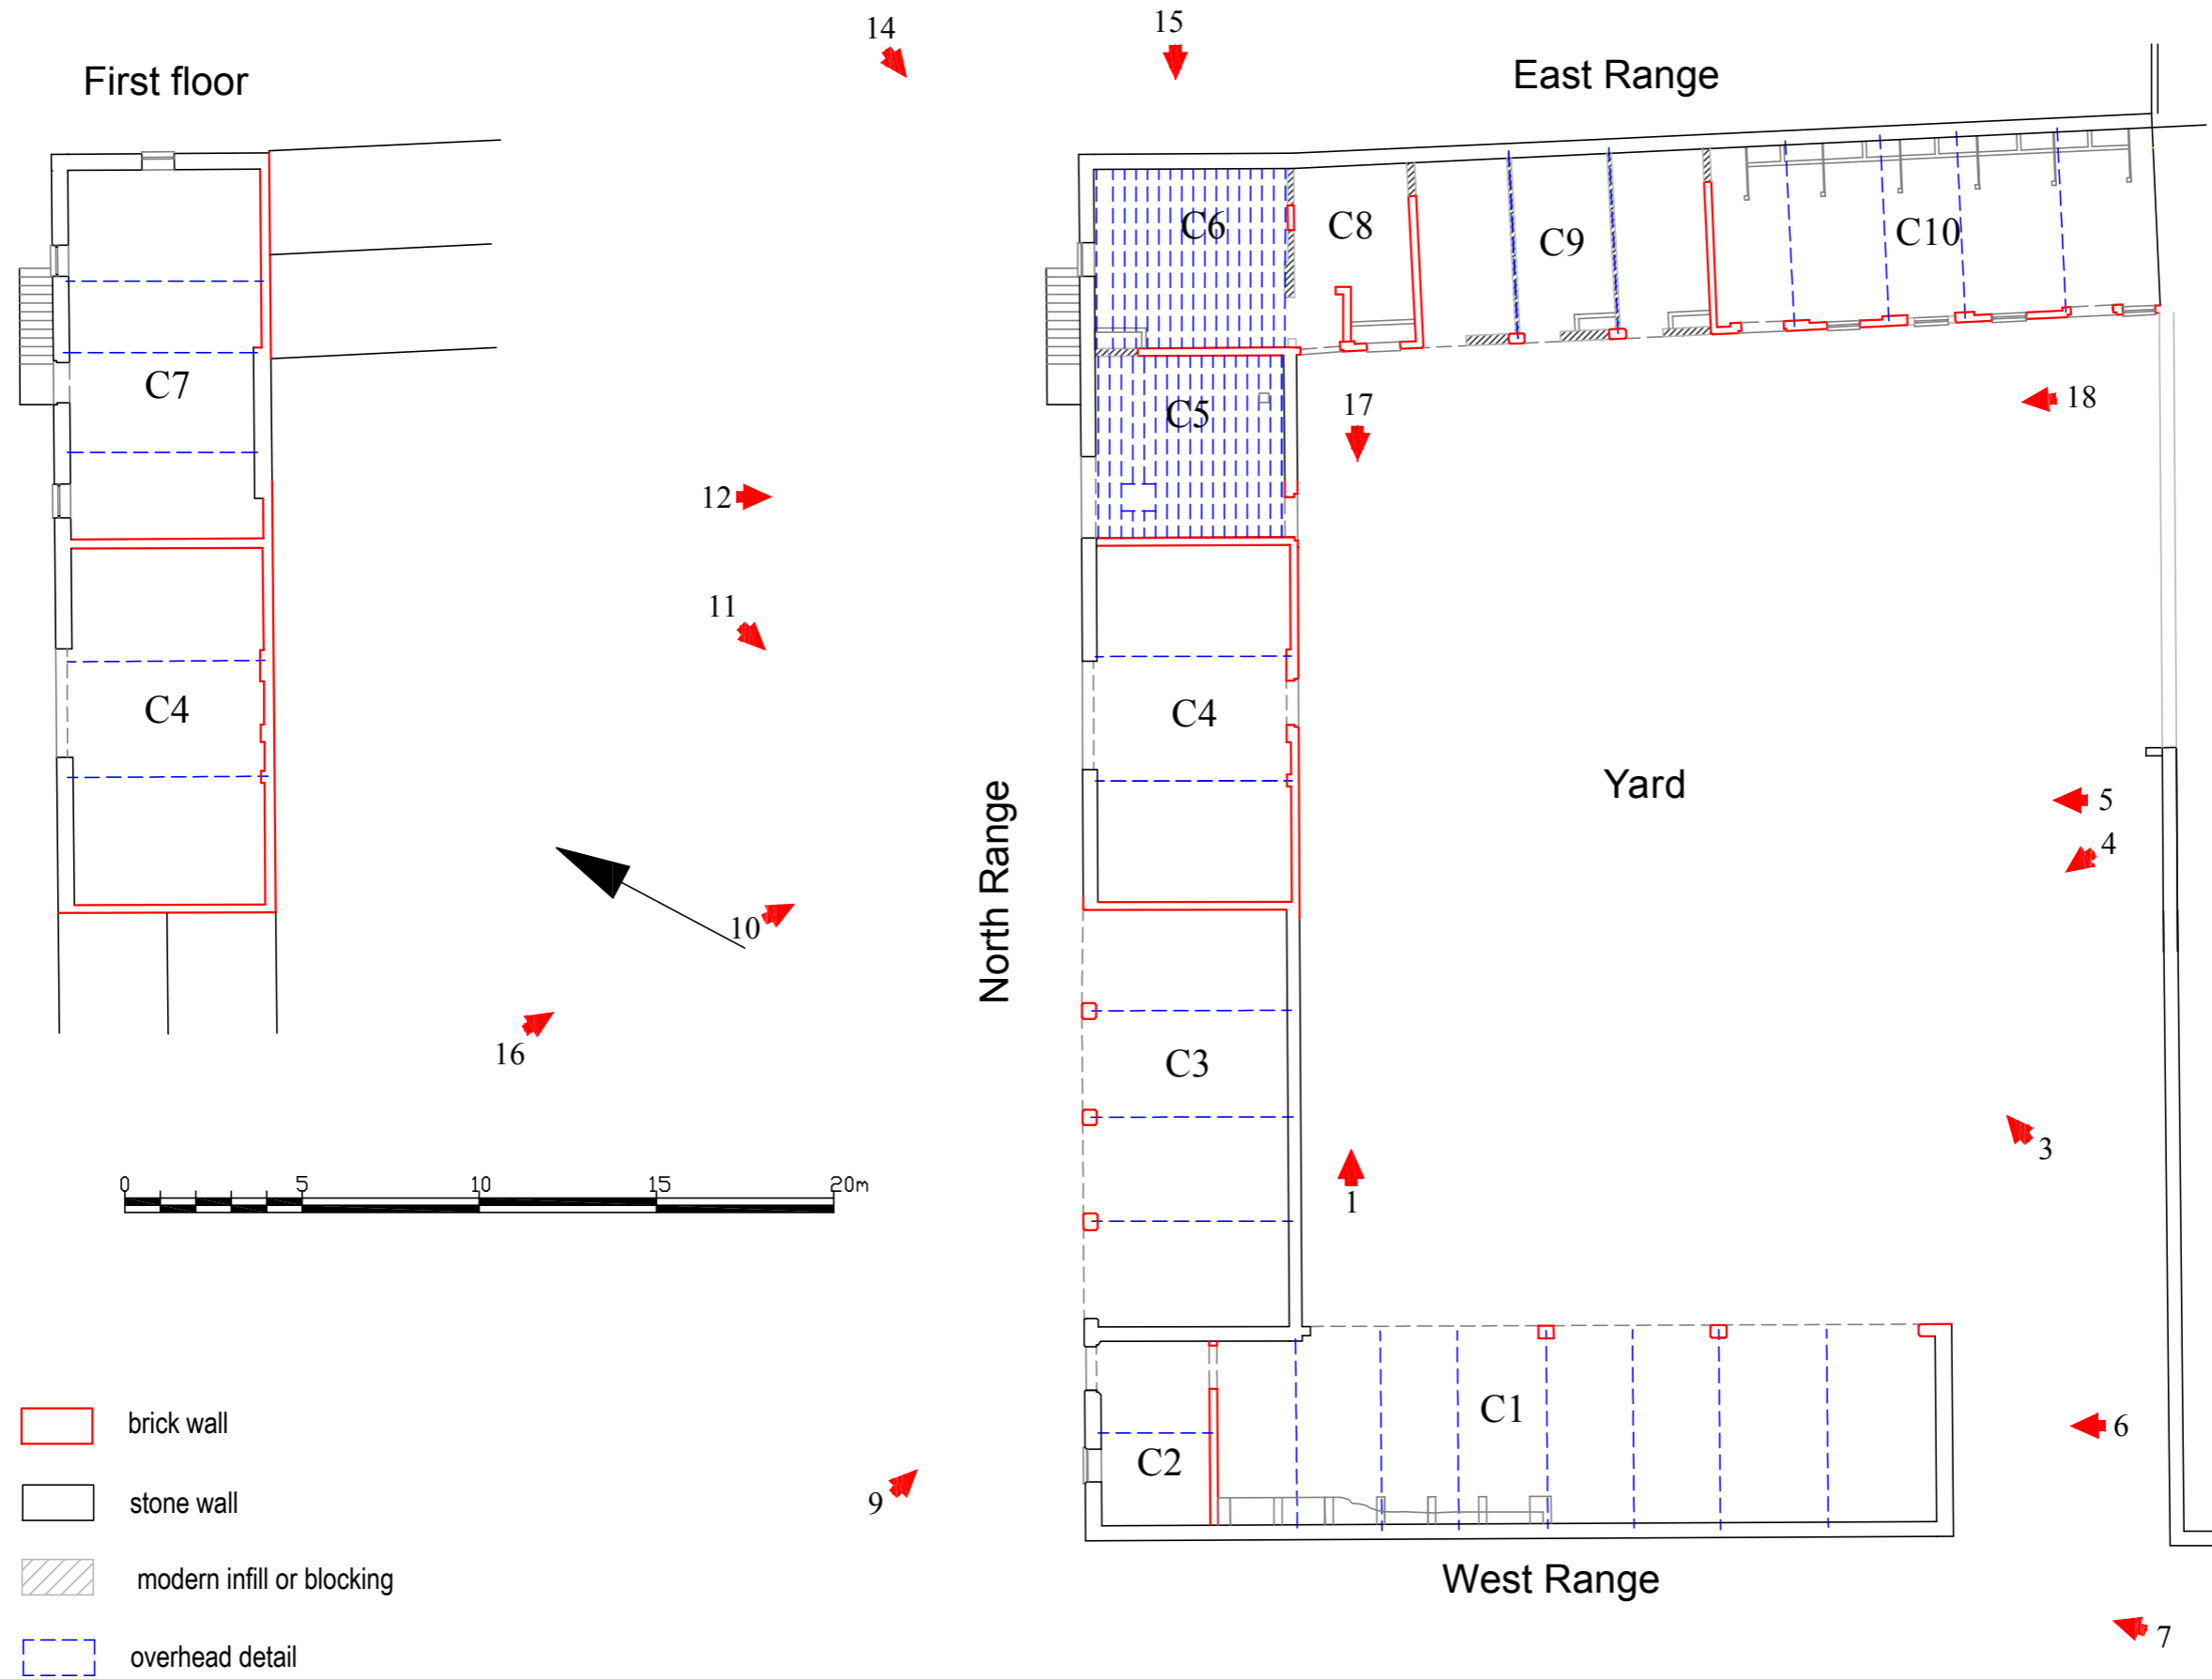 14
15
First floor
East Range
C6
C8
C9
C10
C7
C5
17
18
12
11
C4
C4
Yard
5
4
North Range
10
16
C3
3
1
0 5 10 15 20m
C1
C2
6
9
brick wall
stone wall
modern infill or blocking
overhead detail
West Range
7